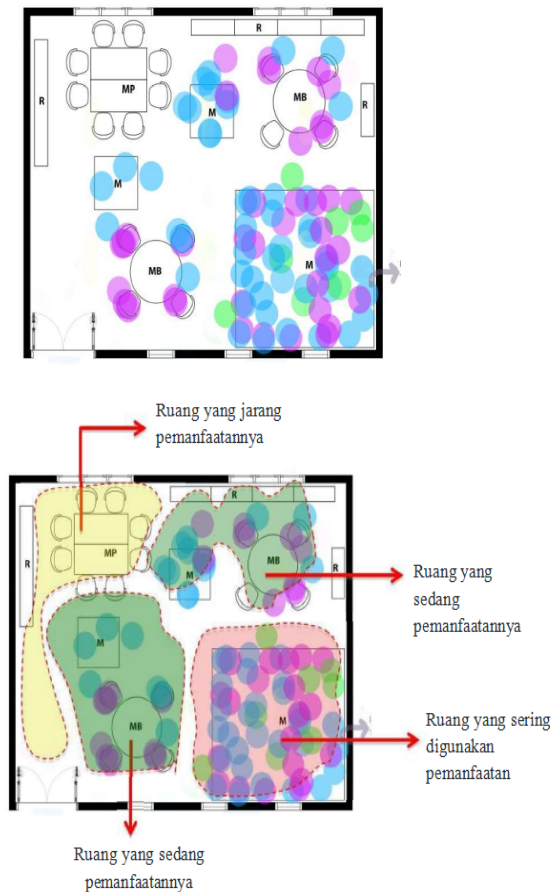 R
MP
R
MB
R
M
M
MB
M
Ruang yang jarang
pemanfaatannya
R
MP
R
MB
R
M
M
MB
M
Ruang yang
sedang
pemanfaatannya
Ruang yang sering
digunakan
pemanfaatan
Ruang yang sedang
pemanfaatannya